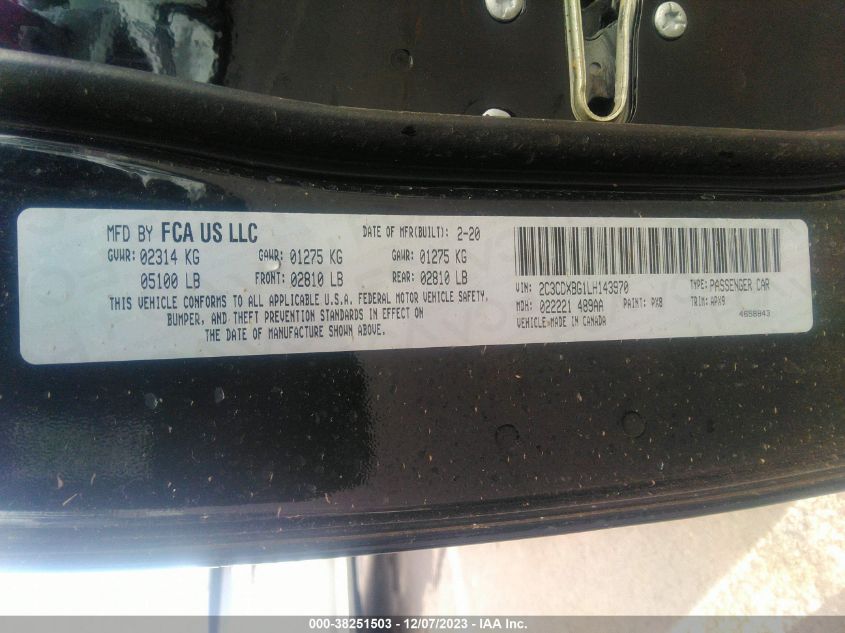 MFD BY FCA US LLC DATE OF MFR(BUILT): 2-20
GVWR: 02314 KG GAWR: 01275 KG GAWR: 01275 KG
05100 LB FRONT: 02810 LB REAR: 02810 LB
THIS VEHICLE CONFORMS TO ALL APPLICABLE U.S.A. FEDERAL MOTOR VEHICLE SAFETY,
BUMPER, AND THEFT PREVENTION STANDARDS IN EFFECT ON
THE DATE OF MANUFACTURE SHOWN ABOVE.
VIN: 2C3CDXBG1LH143970 TYPE: PASSENGER CAR
MDH: 022221 489AA PAINT: PX8 TRIM: APX9
VEHICLE MADE IN CANADA 4658843
000-38251503 - 12/07/2023 - IAA Inc.